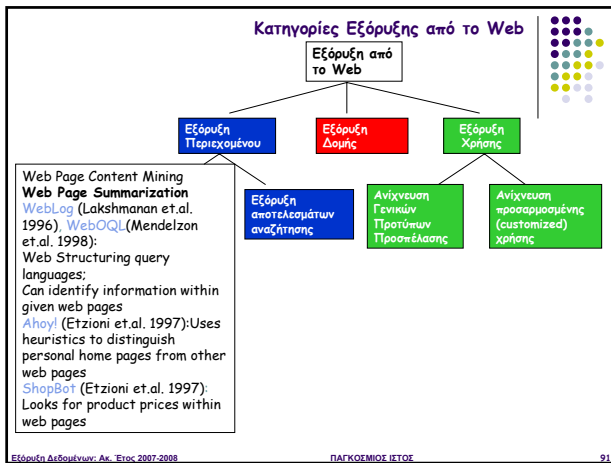 Κατηγορίες Εξόρυξης από το Web
Εξόρυξη από
το Web
Εξόρυξη
Περιεχομένου
Εξόρυξη
Δομής
Εξόρυξη
Χρήσης
Web Page Content Mining
Web Page Summarization
WebLog (Lakshmanan et.al.
1996), WebOQL(Mendelzon
et.al. 1998):
Web Structuring query
languages;
Can identify information within
given web pages
Ahoy! (Etzioni et.al. 1997):Uses
heuristics to distinguish
personal home pages from other
web pages
ShopBot (Etzioni et.al. 1997):
Looks for product prices within
web pages
Εξόρυξη
αποτελεσμάτων
αναζήτησης
Ανίχνευση
Γενικών
Προτύπων
Προσπέλασης
Ανίχνευση
προσαρμοσμένης
(customized)
χρήσης
Εξόρυξη Δεδομένων: Ακ. Έτος 2007-2008
ΠΑΓΚΟΣΜΙΟΣ ΙΣΤΟΣ
91